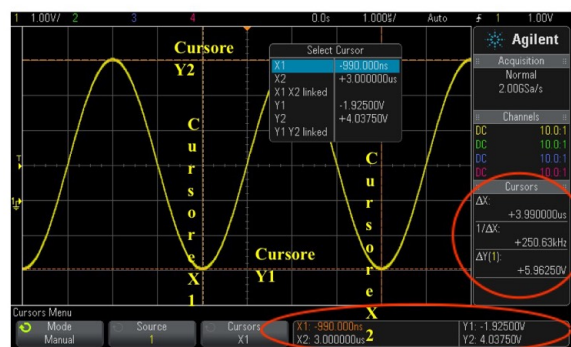 1 1.00V/ 2 3 4 0.0s 1.000%/ Auto 1 1.00V
Cursore
Y2
Select Cursor
X1 -990.000ns
X2 +3.000000us
X1 X2 linked
Y1 -1.92500V
Y2 +4.03750V
Y1 Y2 linked
Agilent
Acquisition
Normal
2.00GSa/s
Channels
DC 10.0:1
DC 10.0:1
DC 10.0:1
DC 10.0:1
Cursors
ΔX:
+3.990000us
1/ΔX:
+250.63kHz
ΔY(1):
+5.96250V
Cursore X1
Cursore X2
Cursore
Y1
T
Cursors Menu
Mode
Manual
Source
1
Cursors
X1
X1: -990.000ns
X2: 3.000000us
Y1: -1.92500V
Y2: 4.03750V